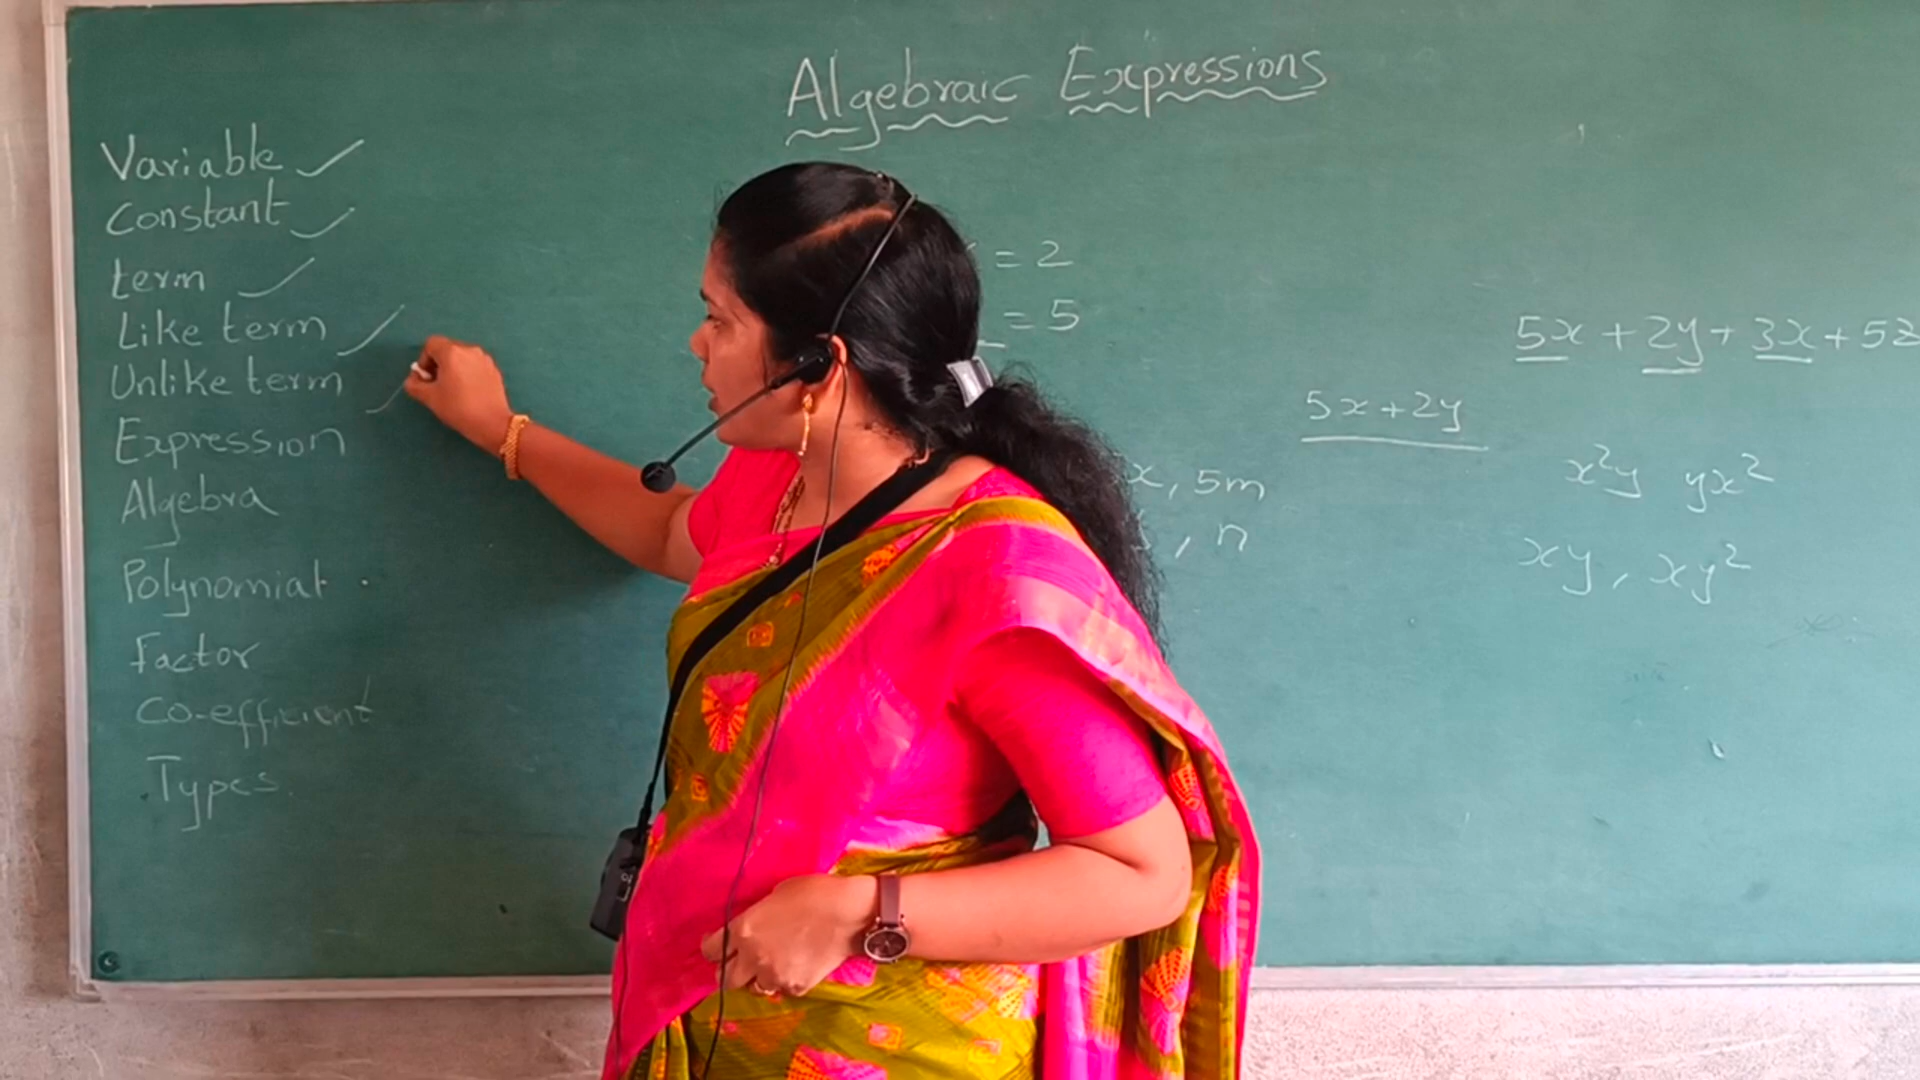 Algebraic Expressions
Variable
Constant
term
Like term
Unlike term
Expression
Algebra
Polynomial
factor
co-efficient
Types
= 2
= 5
x, 5m
, n
5x+2y
5x + 2y + 3x + 5z
x²y yx²
xy, xy²